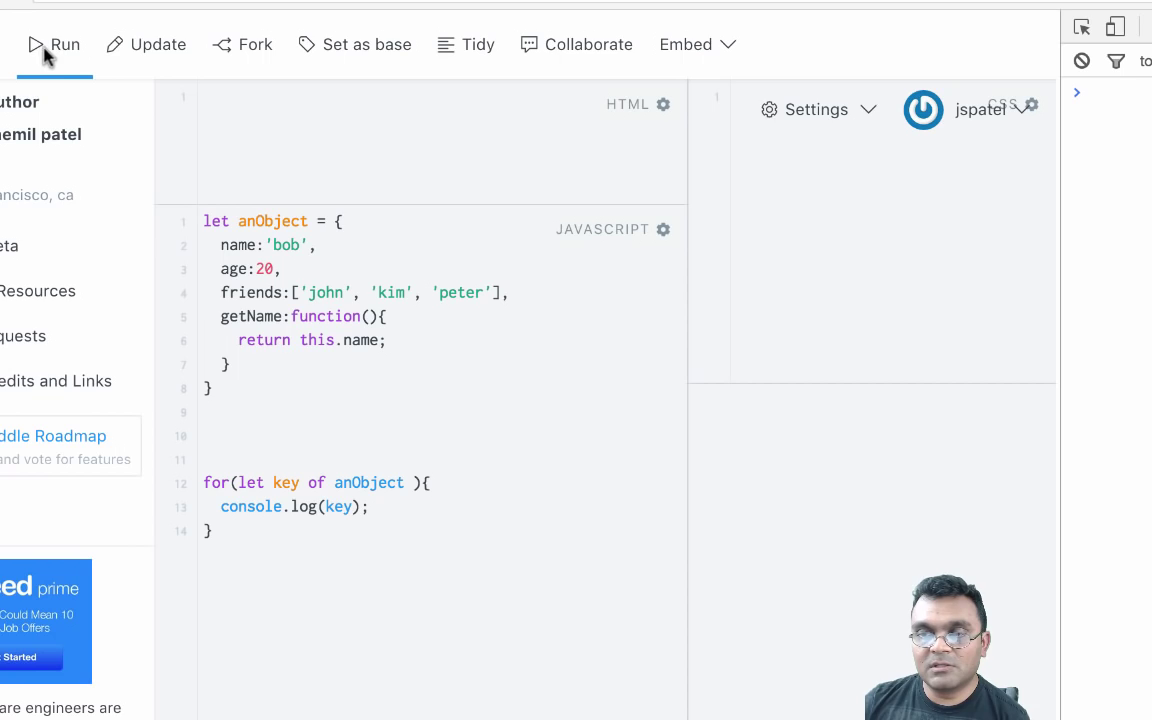 Run Update Fork Set as base Tidy Collaborate Embed
to
uthor
emil patel
ancisco, ca
eta
Resources
quests
edits and Links
ddle Roadmap
and vote for features
eed prime
Could Mean 10
Job Offers
Started
are engineers are
1 HTML
1 CSS
Settings jspatel
JAVASCRIPT
1 let anObject = {
2 name:'bob',
3 age:20,
4 friends:['john', 'kim', 'peter'],
5 getName:function(){
6 return this.name;
7 }
8 }
9
10
11
12 for(let key of anObject ){
13 console.log(key);
14 }